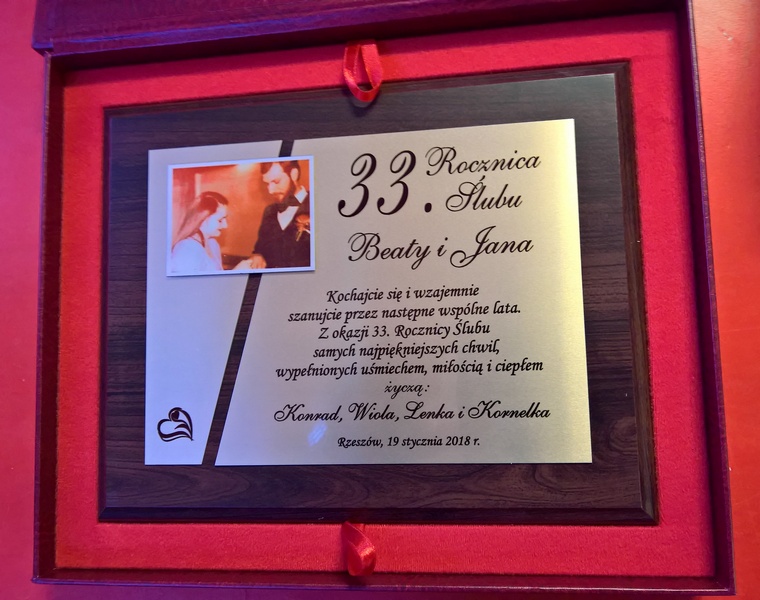 33. Rocznica
Ślubu
Beaty i Jana
Kochajcie się i wzajemnie
szanujcie przez następne wspólne lata.
Z okazji 33. Rocznicy Ślubu
samych najpiękniejszych chwil,
wypełnionych uśmiechem, miłością i ciepłem
życzą:
Konrad, Wiola, Lenka i Kornelka
Rzeszów, 19 stycznia 2018 r.